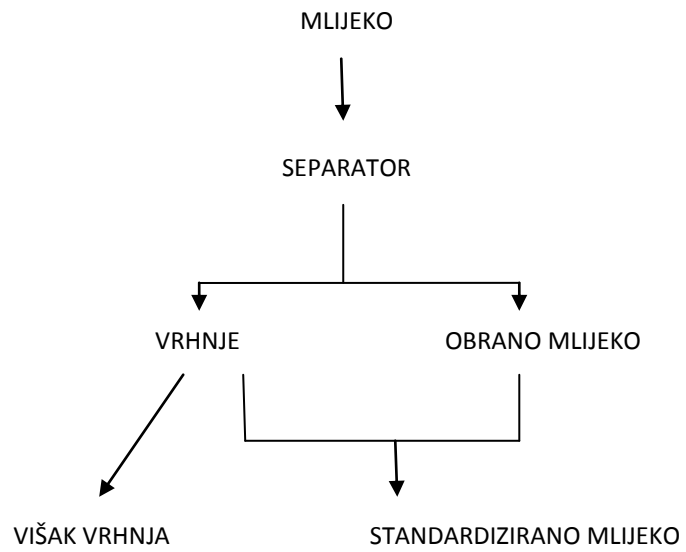 MLIJEKO
SEPARATOR
VRHNJE OBRANO MLIJEKO
VIŠAK VRHNJA STANDARDIZIRANO MLIJEKO